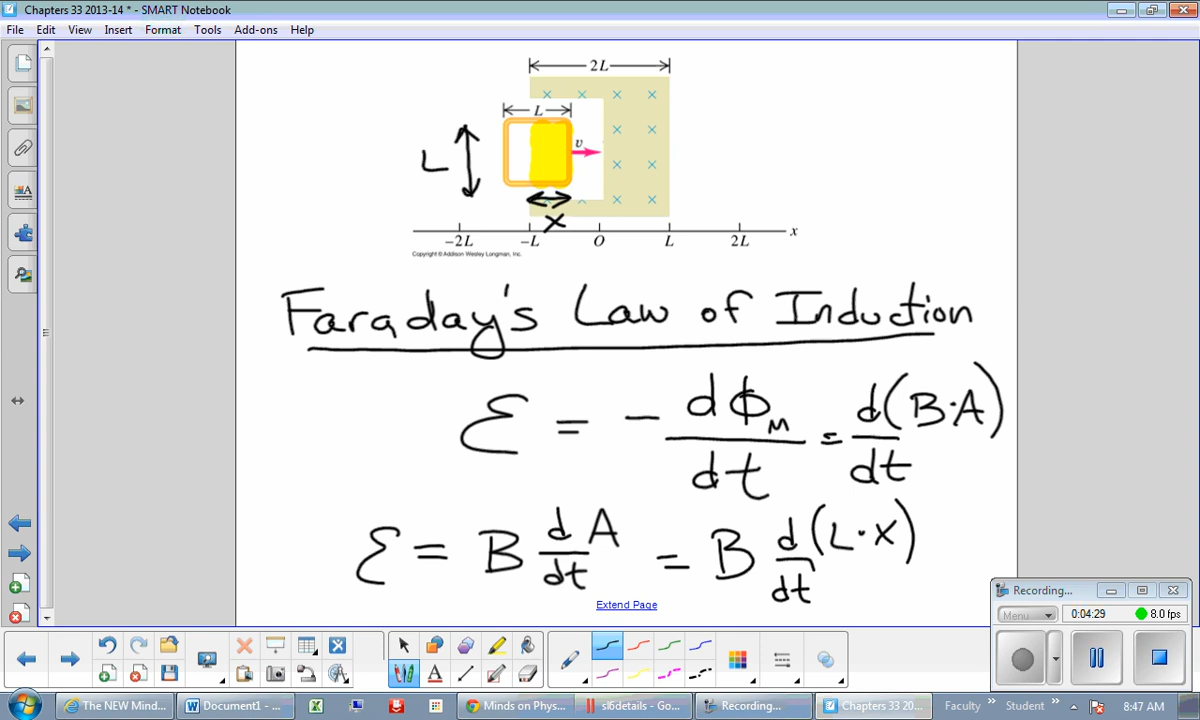 Chapters 33 2013-14 * - SMART Notebook
File Edit View Insert Format Tools Add-ons Help
2L
L
v
L
X
−2L −L O L 2L x
Copyright © Addison Wesley Longman, Inc.
Faraday's Law of Induction
ℰ = − dϕM/dt = d(B·A)/dt
ℰ = B d/dt A = B d/dt (L·X)
Extend Page
Recording...
Menu 0:04:29 8.0 fps
The NEW Mind... Document1 - ... Minds on Phys... sl6details - Go... Recording... Chapters 33 20... Faculty » Student » 8:47 AM